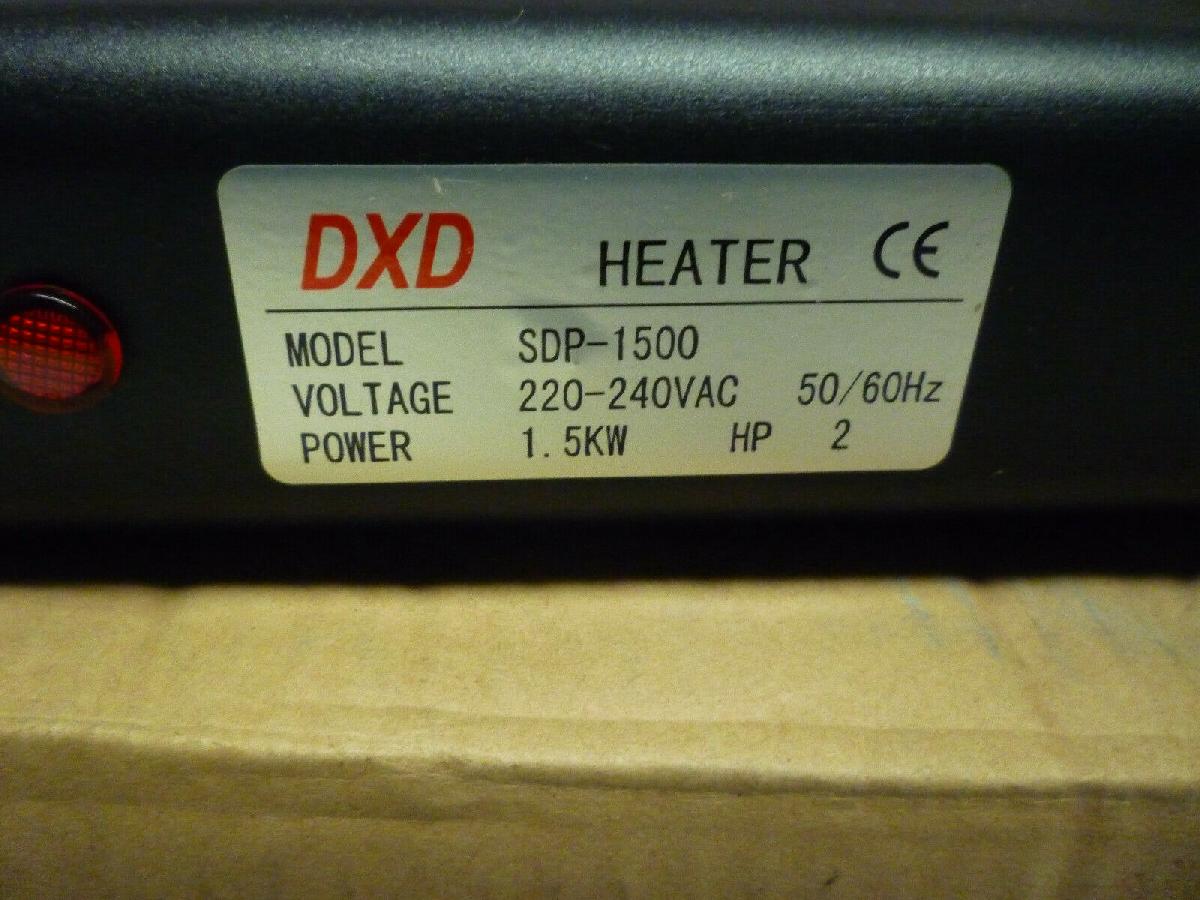 DXD HEATER CE
MODEL SDP-1500
VOLTAGE 220-240VAC 50/60Hz
POWER 1.5KW HP 2